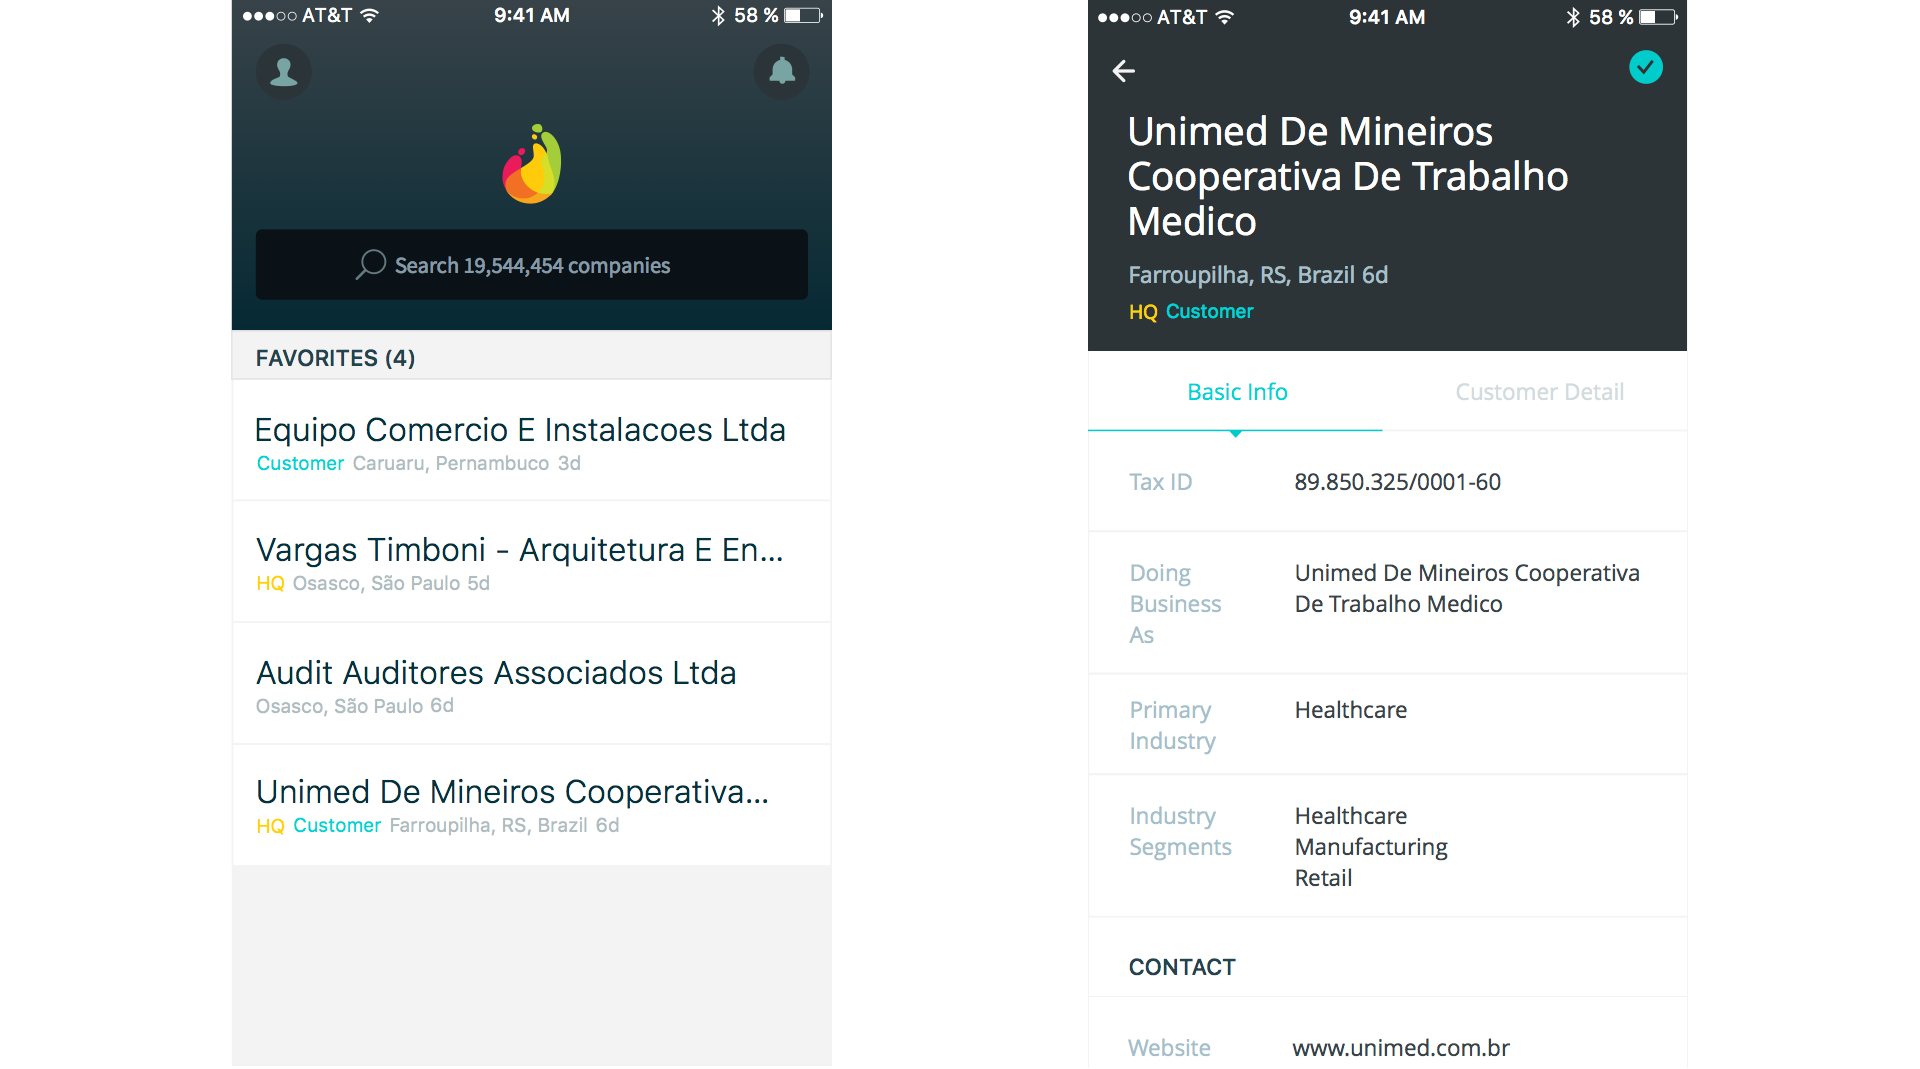 AT&T 9:41 AM 58 %
Search 19,544,454 companies
FAVORITES (4)
Equipo Comercio E Instalacoes Ltda
Customer Caruaru, Pernambuco 3d
Vargas Timboni - Arquitetura E En...
HQ Osasco, São Paulo 5d
Audit Auditores Associados Ltda
Osasco, São Paulo 6d
Unimed De Mineiros Cooperativa...
HQ Customer Farroupilha, RS, Brazil 6d
AT&T 9:41 AM 58 %
Unimed De Mineiros
Cooperativa De Trabalho
Medico
Farroupilha, RS, Brazil 6d
HQ Customer
Basic Info Customer Detail
Tax ID 89.850.325/0001-60
Doing Unimed De Mineiros Cooperativa
Business De Trabalho Medico
As
Primary Healthcare
Industry
Industry Healthcare
Segments Manufacturing
Retail
CONTACT
Website www.unimed.com.br